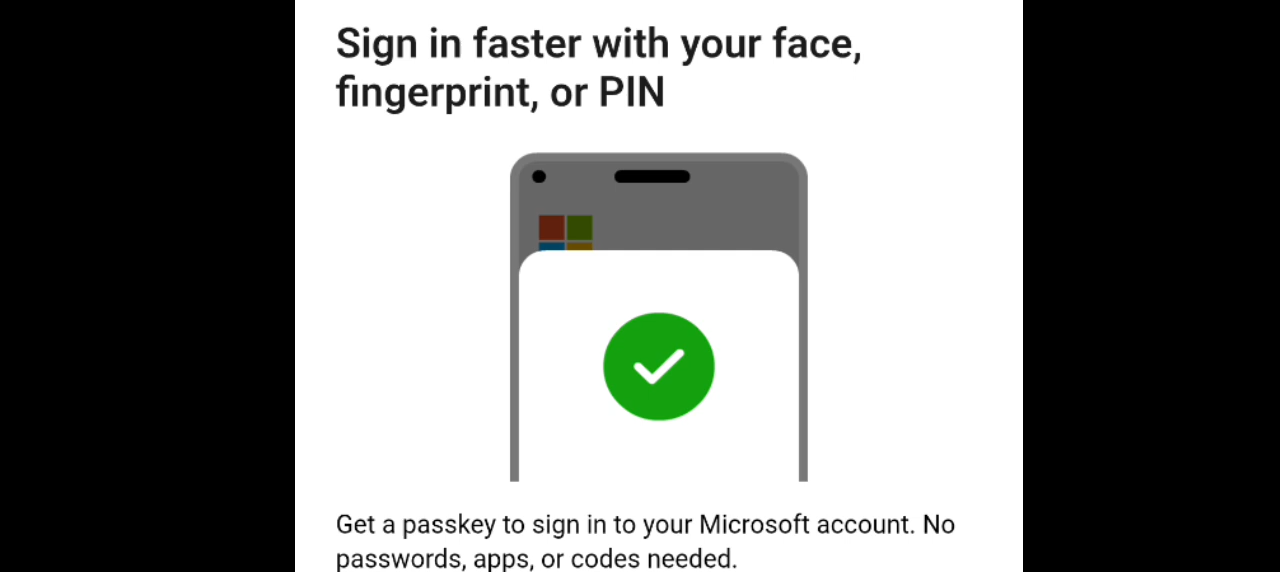 Sign in faster with your face,
fingerprint, or PIN
Get a passkey to sign in to your Microsoft account. No
passwords, apps, or codes needed.